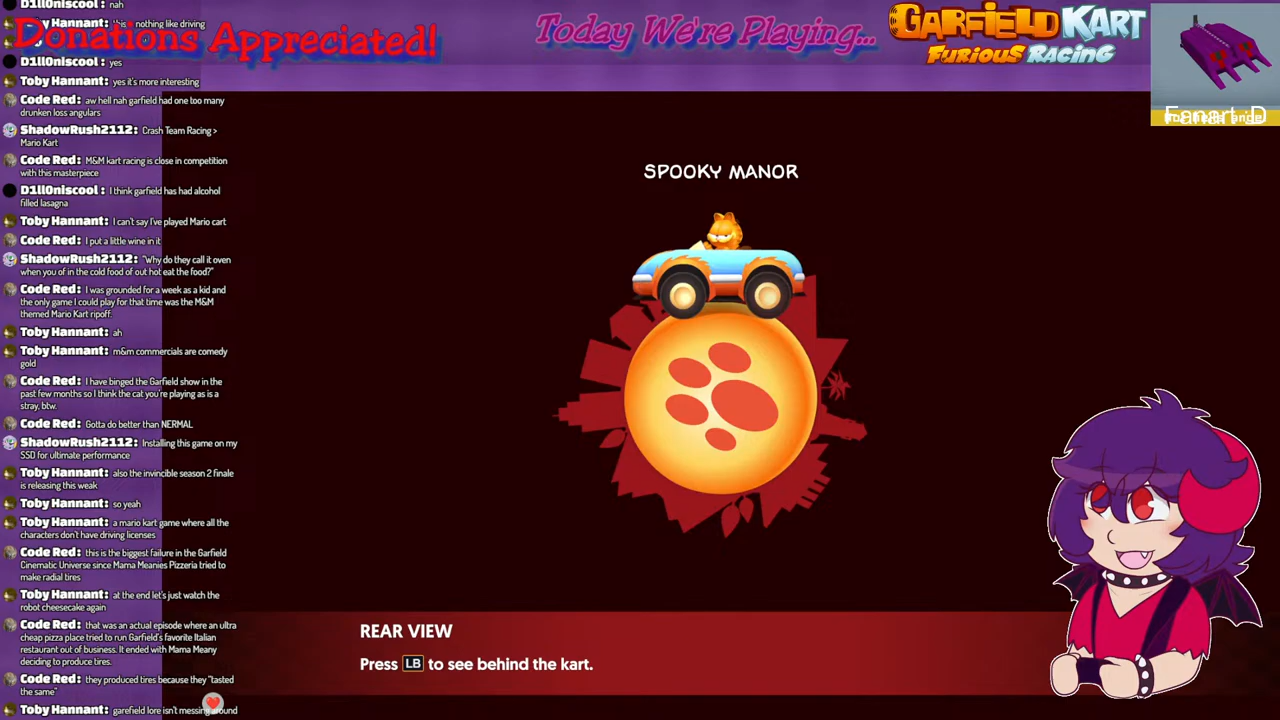 D1ll0niscool : nah
Toby Hannant: nothing like driving
Donations Appreciated!
D1ll0niscool : yes
Toby Hannant: yes it's more interesting
Code Red: aw hell nah garfield had one too many
drunken loss angulars
ShadowRush2112: Crash Team Racing >
Mario Kart
Code Red: M&M kart racing is close in competition
with this masterpiece
D1ll0niscool : I think garfield has had alcohol
filled lasagna
Toby Hannant: I can't say I've played Mario cart
Code Red: I put a little wine in it
ShadowRush2112: "Why do they call it oven
when you of in the cold food of out hot eat the food?"
Code Red: I was grounded for a week as a kid and
the only game I could play for that time was the M&M
themed Mario Kart ripoff.
Toby Hannant: ah
Toby Hannant: m&m commercials are comedy
gold
Code Red: I have binged the Garfield show in the
past few months so I think the cat you're playing as is a
stray, btw.
Code Red: Gotta do better than NERMAL
ShadowRush2112: Installing this game on my
SSD for ultimate performance
Toby Hannant: also the invincible season 2 finale
is releasing this weak
Toby Hannant: so yeah
Toby Hannant: a mario kart game where all the
characters don't have driving licenses
Code Red: this is the biggest failure in the Garfield
Cinematic Universe since Mama Meanies Pizzeria tried to
make radial tires
Toby Hannant: at the end let's just watch the
robot cheesecake again
Code Red: that was an actual episode where an ultra
cheap pizza place tried to run Garfield's favorite Italian
restaurant out of business. It ended with Mama Meany
deciding to produce tires.
Code Red: they produced tires because they "tasted
the same"
Toby Hannant: garefield lore isn't messing around
Today We're Playing...
GARFIELD KART
FURIOUS RACING
Fanart :D
SPOOKY MANOR
REAR VIEW
Press LB to see behind the kart.